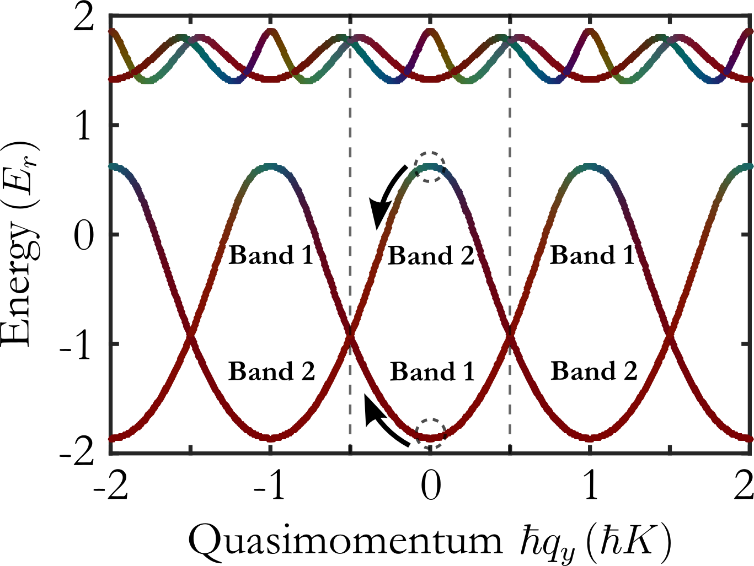 2
1
0
-1
-2
Energy (E_r)
Band 1
Band 2
Band 1
Band 2
Band 1
Band 2
-2
-1
0
1
2
Quasimomentum ħq_y (ħK)